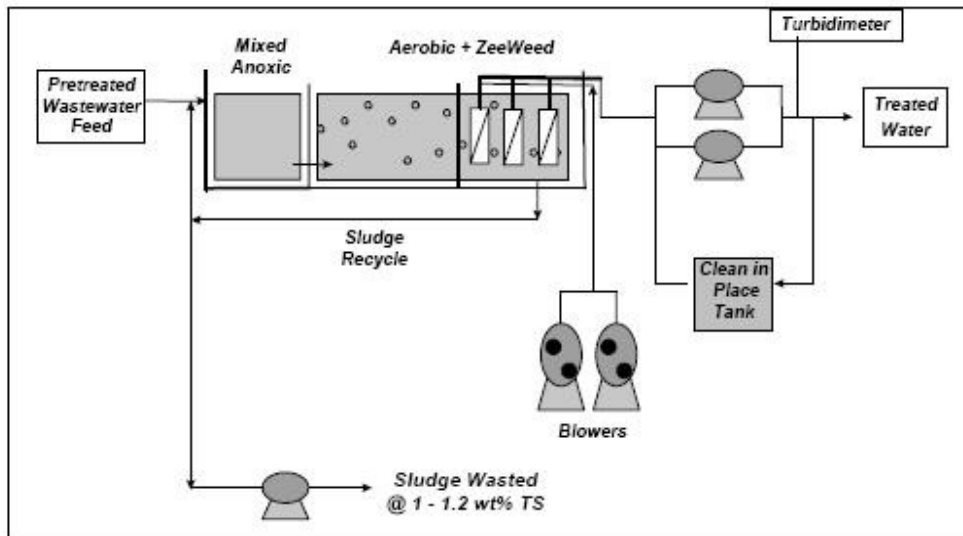 Turbidimeter
Mixed
Anoxic
Aerobic + ZeeWeed
Pretreated
Wastewater
Feed
Treated
Water
Sludge
Recycle
Clean in
Place
Tank
Blowers
Sludge Wasted
@ 1 - 1.2 wt% TS